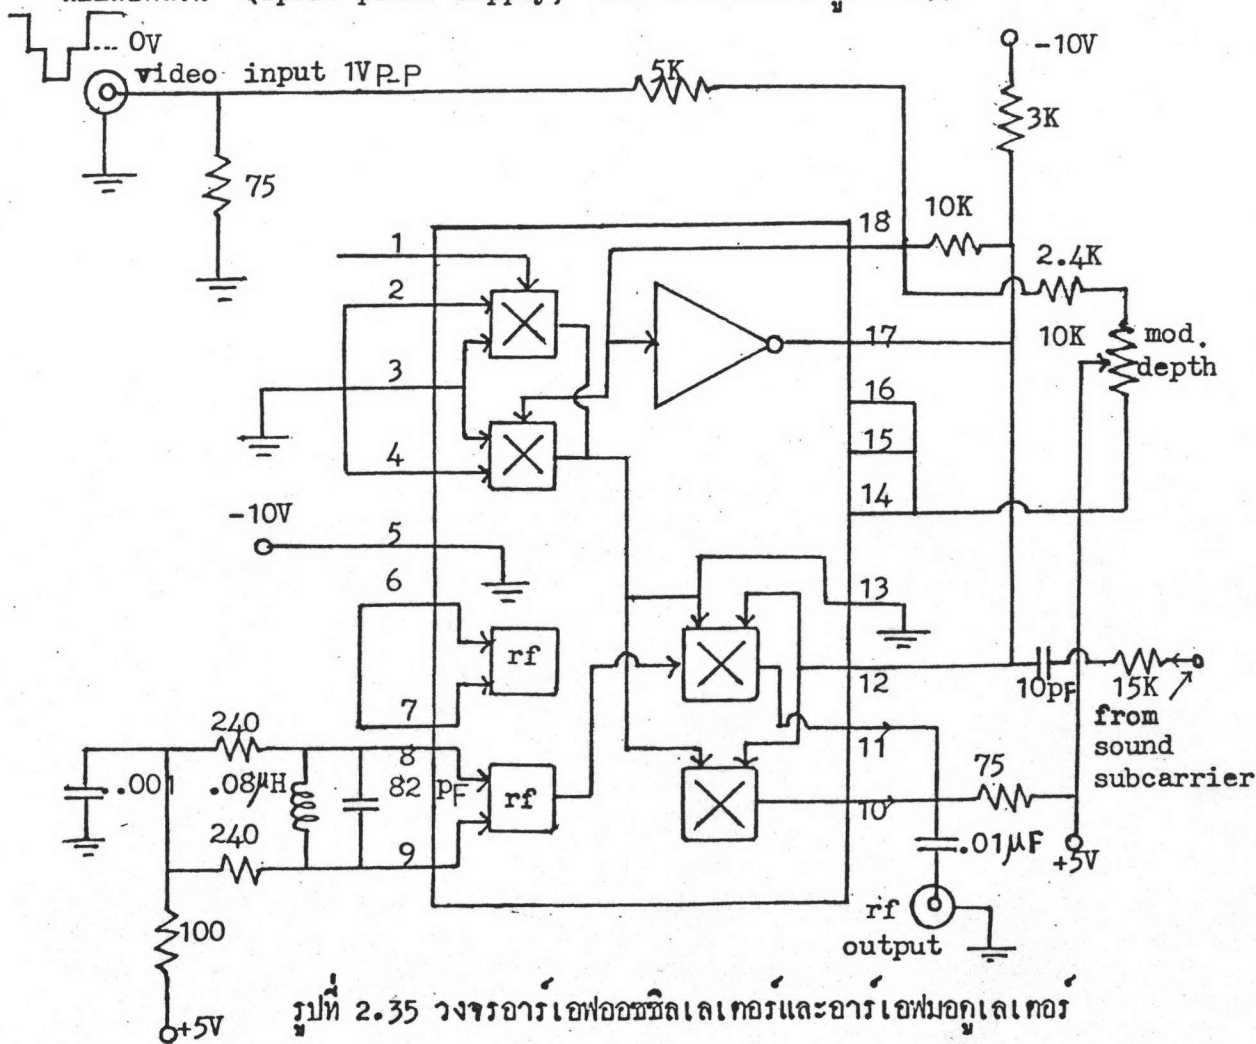 (split power supply)
0V
-10V
video input 1VP-P
5K
3K
75
18
10K
1
2.4K
2
10K
mod.
depth
17
3
16
15
4
14
-10V
5
13
6
rf
12
10pF
15K
from
sound
subcarrier
7
11
240
8
.001
.08μH
82 pF
rf
75
10
240
9
.01μF
+5V
100
rf
output
+5V
รูปที่ 2.35 วงจรอาร์เอฟออซซิลเลเตอร์และอาร์เอฟมอดูเลเตอร์